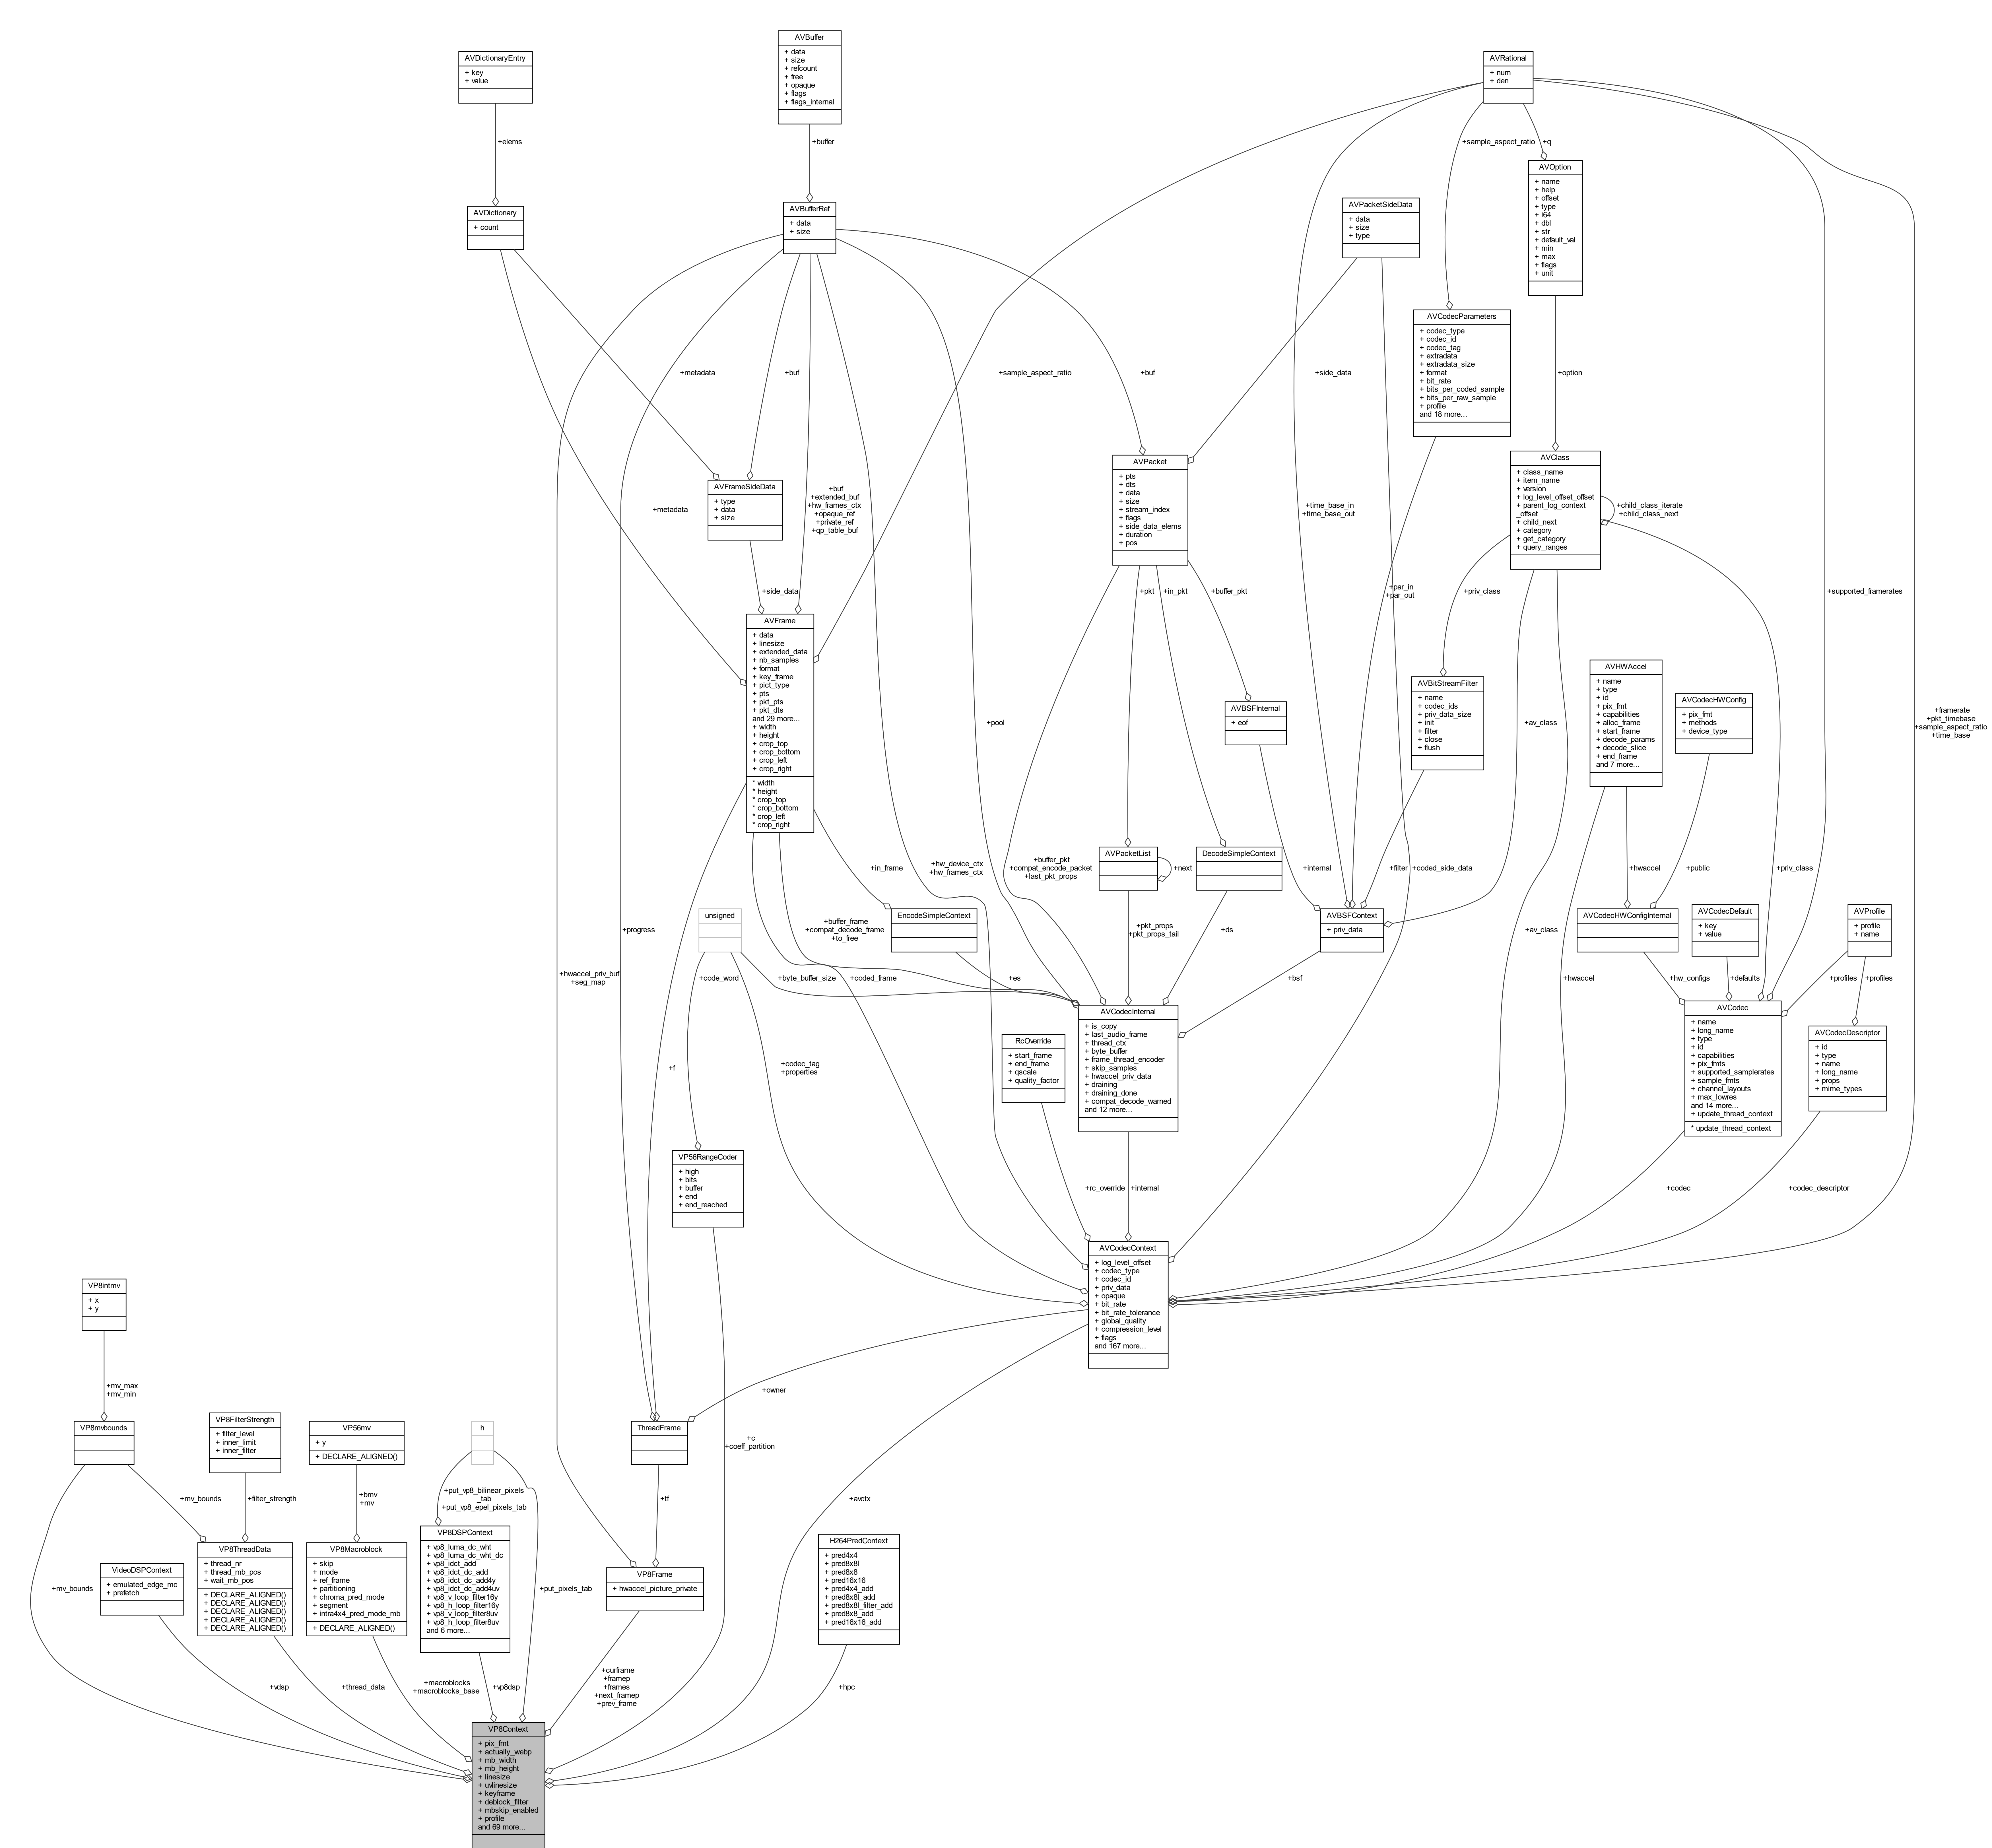 AVBuffer
+ data
+ size
+ refcount
+ free
+ opaque
+ flags
+ flags_internal
AVDictionaryEntry
+ key
+ value
AVRational
+ num
+ den
+elems
+buffer
+sample_aspect_ratio
+q
AVOption
+ name
+ help
+ offset
+ type
+ i64
+ dbl
+ str
+ default_val
+ min
+ max
+ flags
+ unit
AVDictionary
+ count
AVBufferRef
+ data
+ size
AVPacketSideData
+ data
+ size
+ type
AVCodecParameters
+ codec_type
+ codec_id
+ codec_tag
+ extradata
+ extradata_size
+ format
+ bit_rate
+ bits_per_coded_sample
+ bits_per_raw_sample
+ profile
and 18 more...
+metadata
+buf
+sample_aspect_ratio
+buf
+side_data
+option
AVClass
+ class_name
+ item_name
+ version
+ log_level_offset_offset
+ parent_log_context
_offset
+ child_next
+ category
+ get_category
+ query_ranges
+child_class_iterate
+child_class_next
AVPacket
+ pts
+ dts
+ data
+ size
+ stream_index
+ flags
+ side_data_elems
+ duration
+ pos
AVFrameSideData
+ type
+ data
+ size
+metadata
+buf
+extended_buf
+hw_frames_ctx
+opaque_ref
+private_ref
+qp_table_buf
+time_base_in
+time_base_out
+side_data
+pkt
+in_pkt
+buffer_pkt
+par_in
+par_out
+priv_class
+supported_framerates
AVFrame
+ data
+ linesize
+ extended_data
+ nb_samples
+ format
+ key_frame
+ pict_type
+ pts
+ pkt_pts
+ pkt_dts
and 29 more...
+ width
+ height
+ crop_top
+ crop_bottom
+ crop_left
+ crop_right
* width
* height
* crop_top
* crop_bottom
* crop_left
* crop_right
AVHWAccel
+ name
+ type
+ id
+ pix_fmt
+ capabilities
+ alloc_frame
+ start_frame
+ decode_params
+ decode_slice
+ end_frame
and 7 more...
AVBitStreamFilter
+ name
+ codec_ids
+ priv_data_size
+ init
+ filter
+ close
+ flush
AVCodecHWConfig
+ pix_fmt
+ methods
+ device_type
AVBSFInternal
+ eof
+pool
+av_class
+framerate
+pkt_timebase
+sample_aspect_ratio
+time_base
AVPacketList
+next
DecodeSimpleContext
+in_frame
+hw_device_ctx
+hw_frames_ctx
+buffer_pkt
+compat_encode_packet
+last_pkt_props
+internal
+filter
+coded_side_data
+hwaccel
+public
+priv_class
unsigned
EncodeSimpleContext
AVBSFContext
+ priv_data
AVCodecHWConfigInternal
AVCodecDefault
+ key
+ value
AVProfile
+ profile
+ name
+progress
+buffer_frame
+compat_decode_frame
+to_free
+pkt_props
+pkt_props_tail
+ds
+av_class
+hwaccel_priv_buf
+seg_map
+code_word
+byte_buffer_size
+coded_frame
+es
+bsf
+hwaccel
+hw_configs
+defaults
+profiles
+profiles
AVCodecInternal
+ is_copy
+ last_audio_frame
+ thread_ctx
+ byte_buffer
+ frame_thread_encoder
+ skip_samples
+ hwaccel_priv_data
+ draining
+ draining_done
+ compat_decode_warned
and 12 more...
AVCodec
+ name
+ long_name
+ type
+ id
+ capabilities
+ pix_fmts
+ supported_samplerates
+ sample_fmts
+ channel_layouts
+ max_lowres
and 14 more...
+ update_thread_context
* update_thread_context
AVCodecDescriptor
+ id
+ type
+ name
+ long_name
+ props
+ mime_types
RcOverride
+ start_frame
+ end_frame
+ qscale
+ quality_factor
+f
+codec_tag
+properties
VP56RangeCoder
+ high
+ bits
+ buffer
+ end
+ end_reached
+rc_override
+internal
+codec
+codec_descriptor
AVCodecContext
+ log_level_offset
+ codec_type
+ codec_id
+ priv_data
+ opaque
+ bit_rate
+ bit_rate_tolerance
+ global_quality
+ compression_level
+ flags
and 167 more...
VP8intmv
+ x
+ y
+mv_max
+mv_min
+owner
VP8mvbounds
VP8FilterStrength
+ filter_level
+ inner_limit
+ inner_filter
VP56mv
+ y
+ DECLARE_ALIGNED()
h
ThreadFrame
+c
+coeff_partition
+mv_bounds
+filter_strength
+bmv
+mv
+put_vp8_bilinear_pixels
_tab
+put_vp8_epel_pixels_tab
+tf
+avctx
VP8DSPContext
+ vp8_luma_dc_wht
+ vp8_luma_dc_wht_dc
+ vp8_idct_add
+ vp8_idct_dc_add
+ vp8_idct_dc_add4y
+ vp8_idct_dc_add4uv
+ vp8_v_loop_filter16y
+ vp8_h_loop_filter16y
+ vp8_v_loop_filter8uv
+ vp8_h_loop_filter8uv
and 6 more...
H264PredContext
+ pred4x4
+ pred8x8l
+ pred8x8
+ pred16x16
+ pred4x4_add
+ pred8x8l_add
+ pred8x8l_filter_add
+ pred8x8_add
+ pred16x16_add
VP8ThreadData
+ thread_nr
+ thread_mb_pos
+ wait_mb_pos
+ DECLARE_ALIGNED()
+ DECLARE_ALIGNED()
+ DECLARE_ALIGNED()
+ DECLARE_ALIGNED()
+ DECLARE_ALIGNED()
VP8Macroblock
+ skip
+ mode
+ ref_frame
+ partitioning
+ chroma_pred_mode
+ segment
+ intra4x4_pred_mode_mb
+ DECLARE_ALIGNED()
VideoDSPContext
+ emulated_edge_mc
+ prefetch
VP8Frame
+ hwaccel_picture_private
+mv_bounds
+put_pixels_tab
+vdsp
+thread_data
+macroblocks
+macroblocks_base
+vp8dsp
+curframe
+framep
+frames
+next_framep
+prev_frame
+hpc
VP8Context
+ pix_fmt
+ actually_webp
+ mb_width
+ mb_height
+ linesize
+ uvlinesize
+ keyframe
+ deblock_filter
+ mbskip_enabled
+ profile
and 69 more...